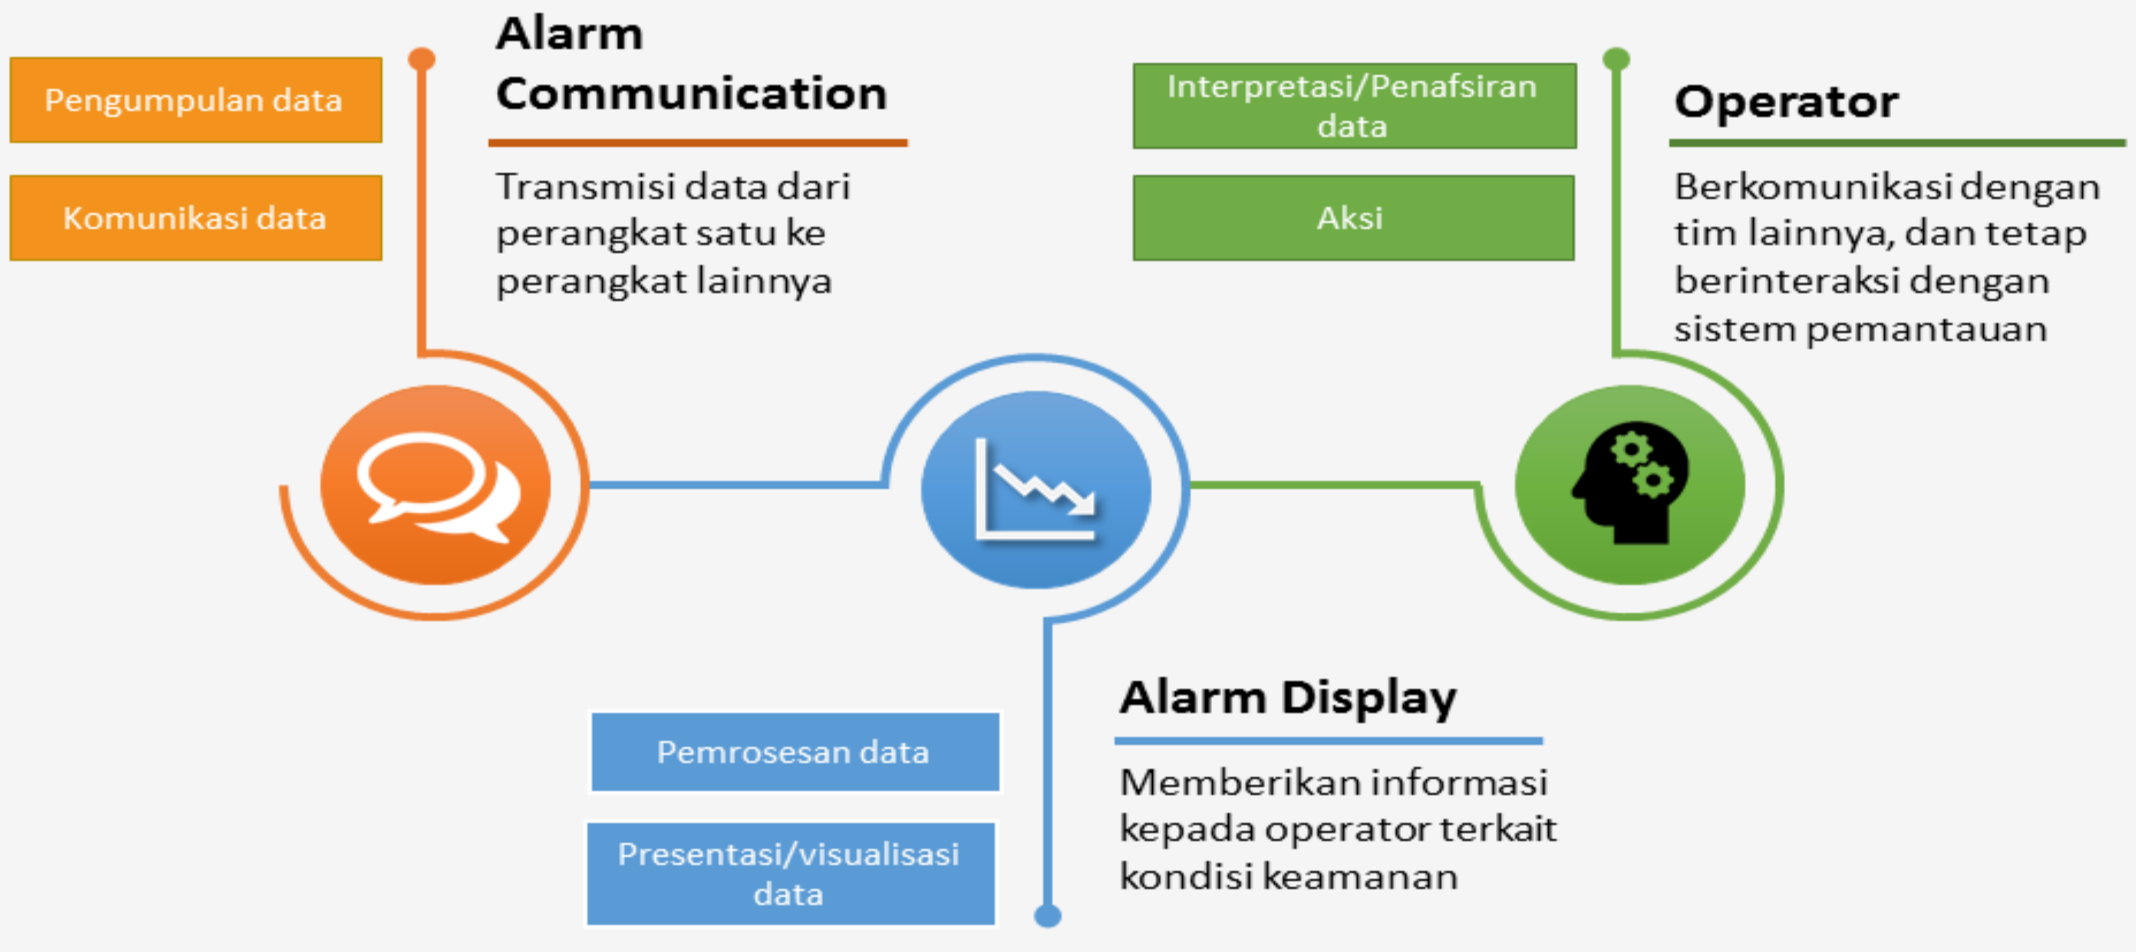 Alarm
Communication
Pengumpulan data
Komunikasi data
Transmisi data dari
perangkat satu ke
perangkat lainnya
Interpretasi/Penafsiran
data
Aksi
Operator
Berkomunikasi dengan
tim lainnya, dan tetap
berinteraksi dengan
sistem pemantauan
Pemrosesan data
Presentasi/visualisasi
data
Alarm Display
Memberikan informasi
kepada operator terkait
kondisi keamanan